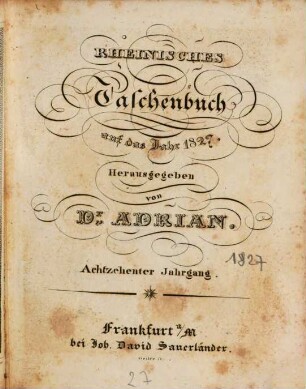 RHEINISCHES
Taschenbuch
auf das Jahr 1827.
Herausgegeben
von
Dr. ADRIAN.
1827
Achtzehenter Jahrgang.
Frankfurt a/M
bei Joh. David Sauerländer.
27